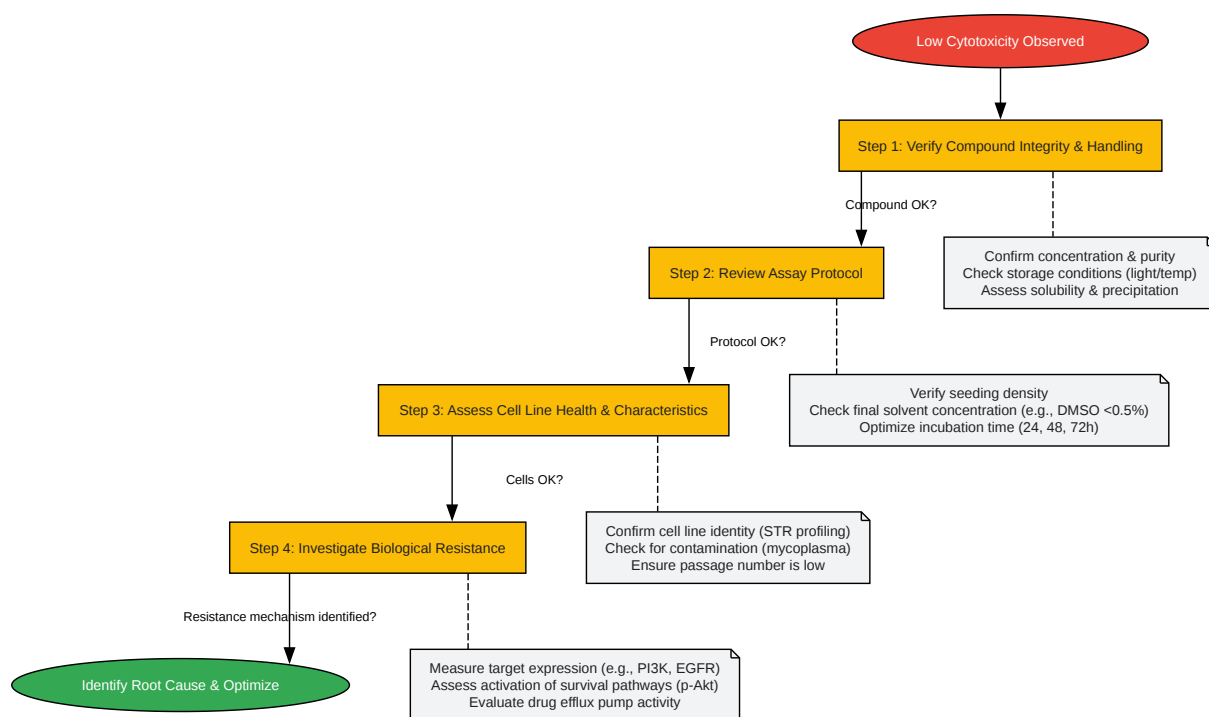 Low Cytotoxicity Observed
Step 1: Verify Compound Integrity & Handling
Compound OK?
Confirm concentration & purity
Check storage conditions (light/temp)
Assess solubility & precipitation
Step 2: Review Assay Protocol
Protocol OK?
Verify seeding density
Check final solvent concentration (e.g., DMSO <0.5%)
Optimize incubation time (24, 48, 72h)
Step 3: Assess Cell Line Health & Characteristics
Cells OK?
Confirm cell line identity (STR profiling)
Check for contamination (mycoplasma)
Ensure passage number is low
Step 4: Investigate Biological Resistance
Resistance mechanism identified?
Measure target expression (e.g., PI3K, EGFR)
Assess activation of survival pathways (p-Akt)
Evaluate drug efflux pump activity
Identify Root Cause & Optimize